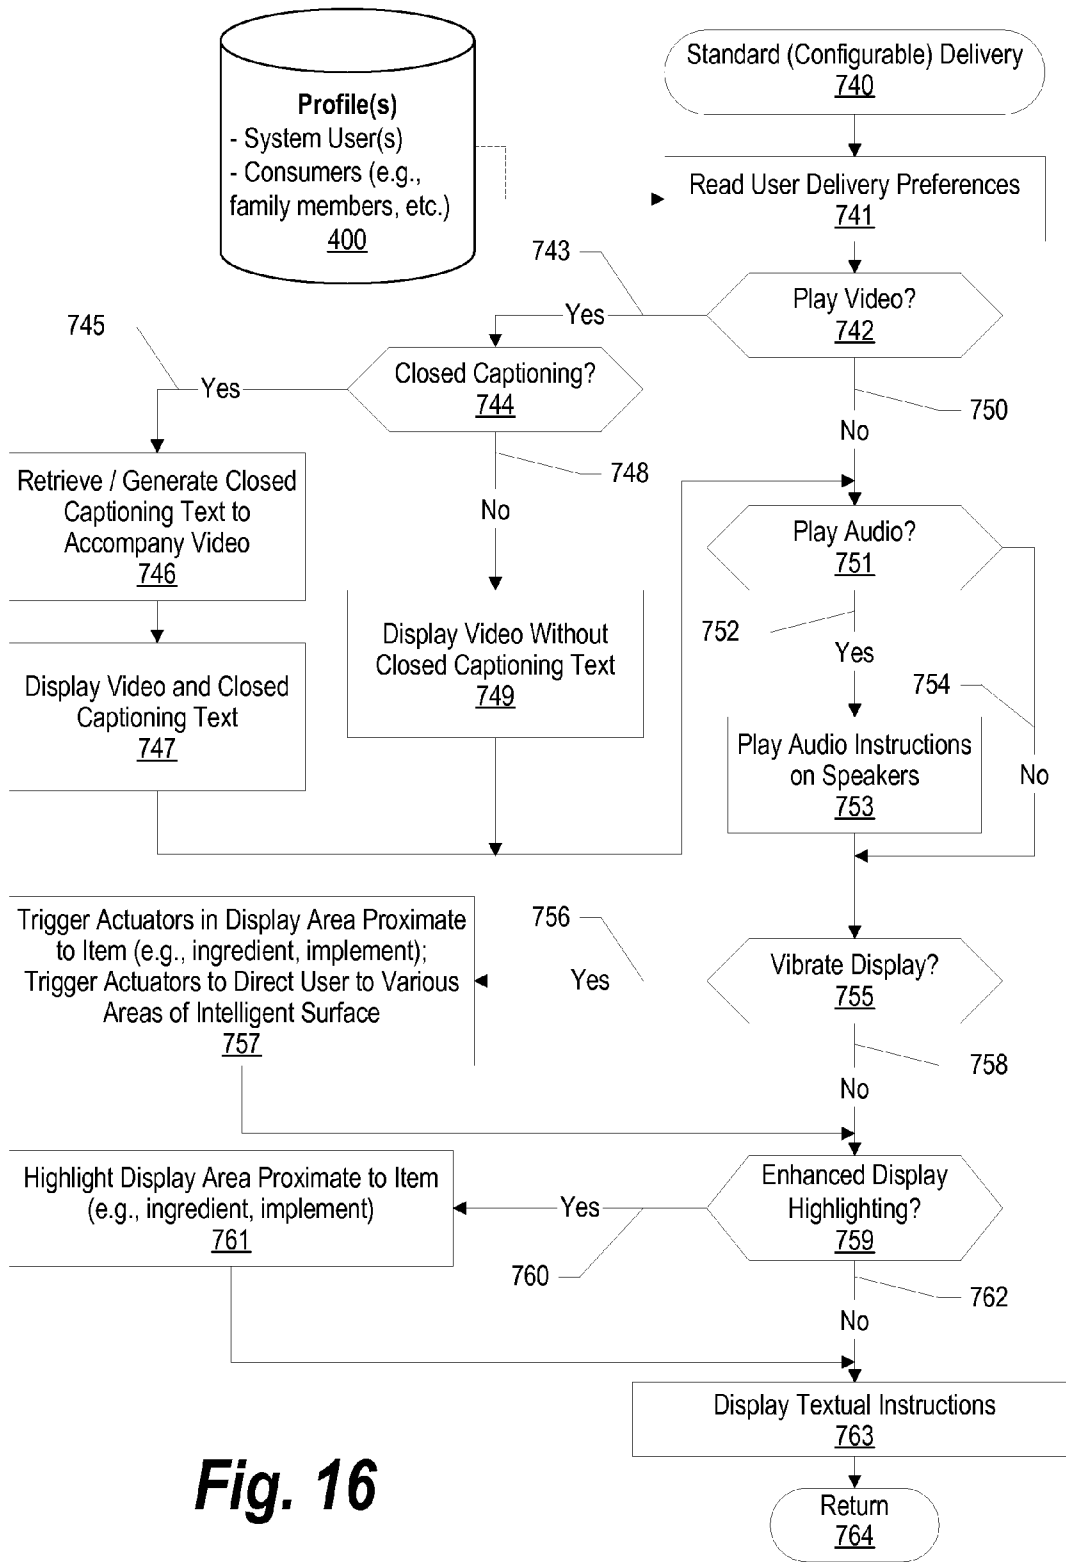 Profile(s)
- System User(s)
- Consumers (e.g.,
family members, etc.)
400
Standard (Configurable) Delivery
740
Read User Delivery Preferences
741
743
Play Video?
742
Yes
745
Closed Captioning?
744
Yes
750
No
748
No
Retrieve / Generate Closed
Captioning Text to
Accompany Video
746
Play Audio?
751
752
Yes
Display Video Without
Closed Captioning Text
749
Display Video and Closed
Captioning Text
747
754
No
Play Audio Instructions
on Speakers
753
Trigger Actuators in Display Area Proximate
to Item (e.g., ingredient, implement);
Trigger Actuators to Direct User to Various
Areas of Intelligent Surface
757
756
Yes
Vibrate Display?
755
758
No
Highlight Display Area Proximate to Item
(e.g., ingredient, implement)
761
Yes
760
Enhanced Display
Highlighting?
759
762
No
Display Textual Instructions
763
Return
764
Fig. 16